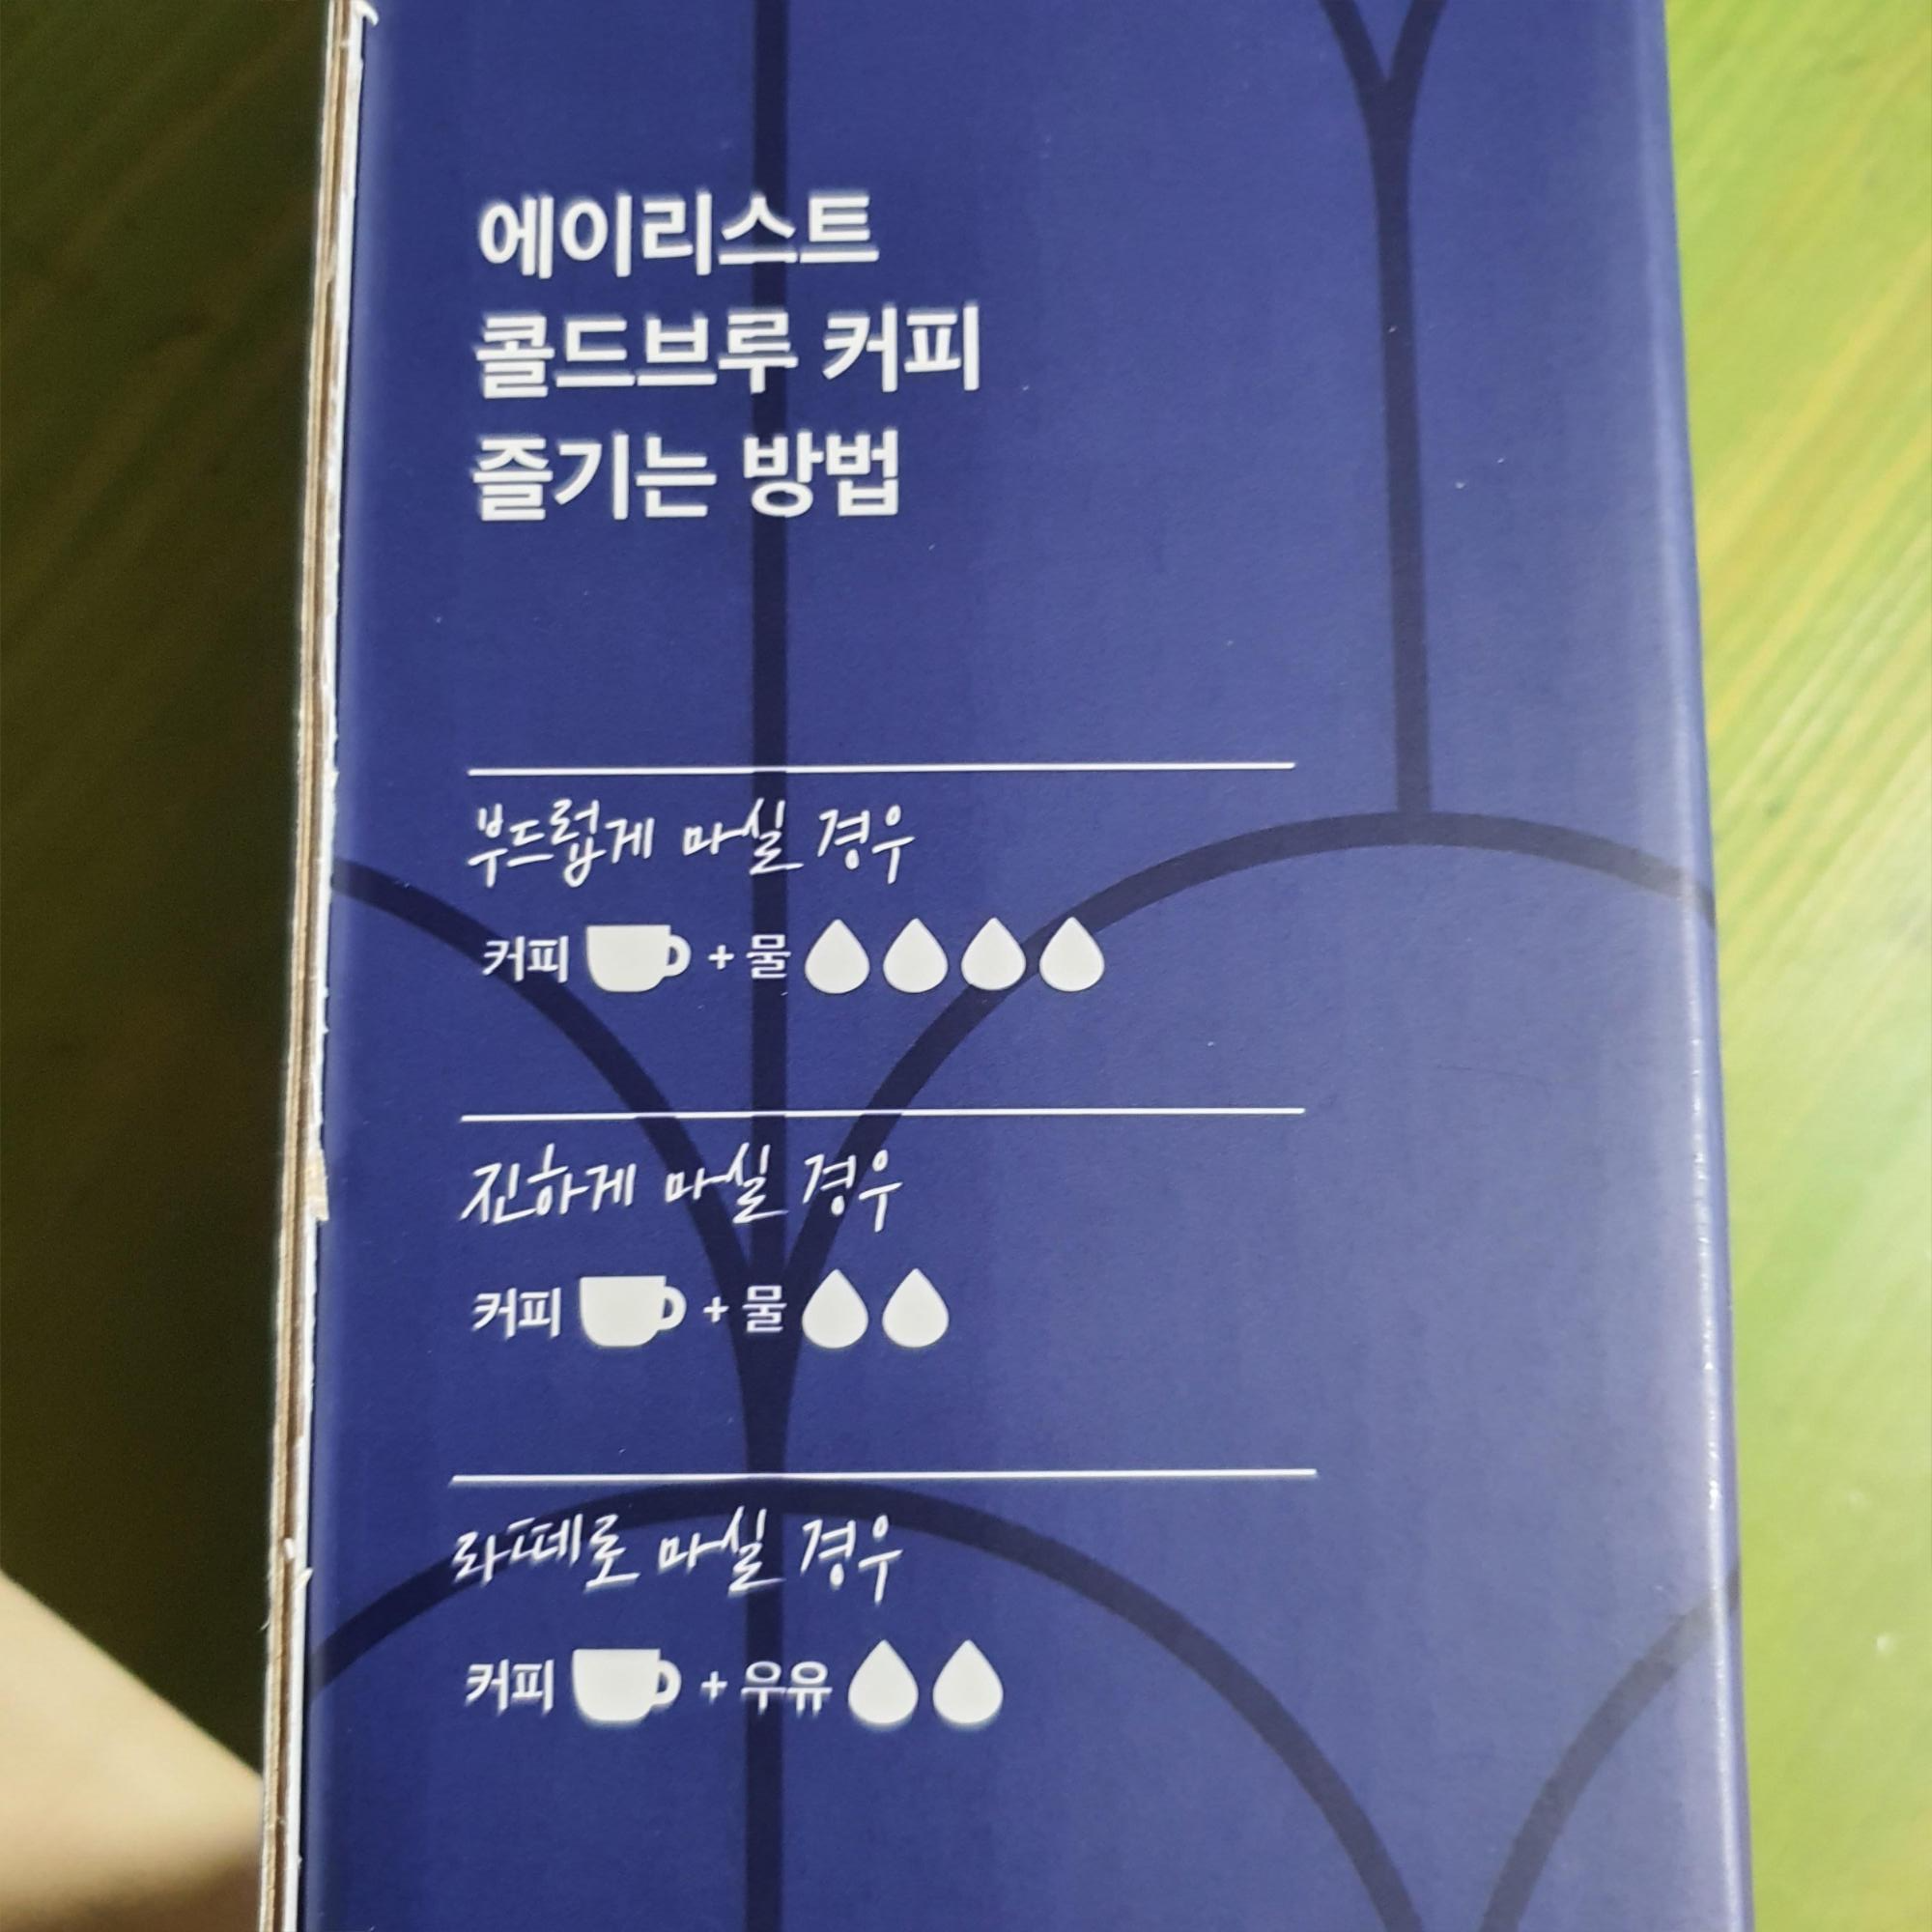 에이리스트
콜드브루 커피
즐기는 방법
부드럽게 마실 경우
커피 + 물
진하게 마실 경우
커피 + 물
라떼로 마실 경우
커피 + 우유